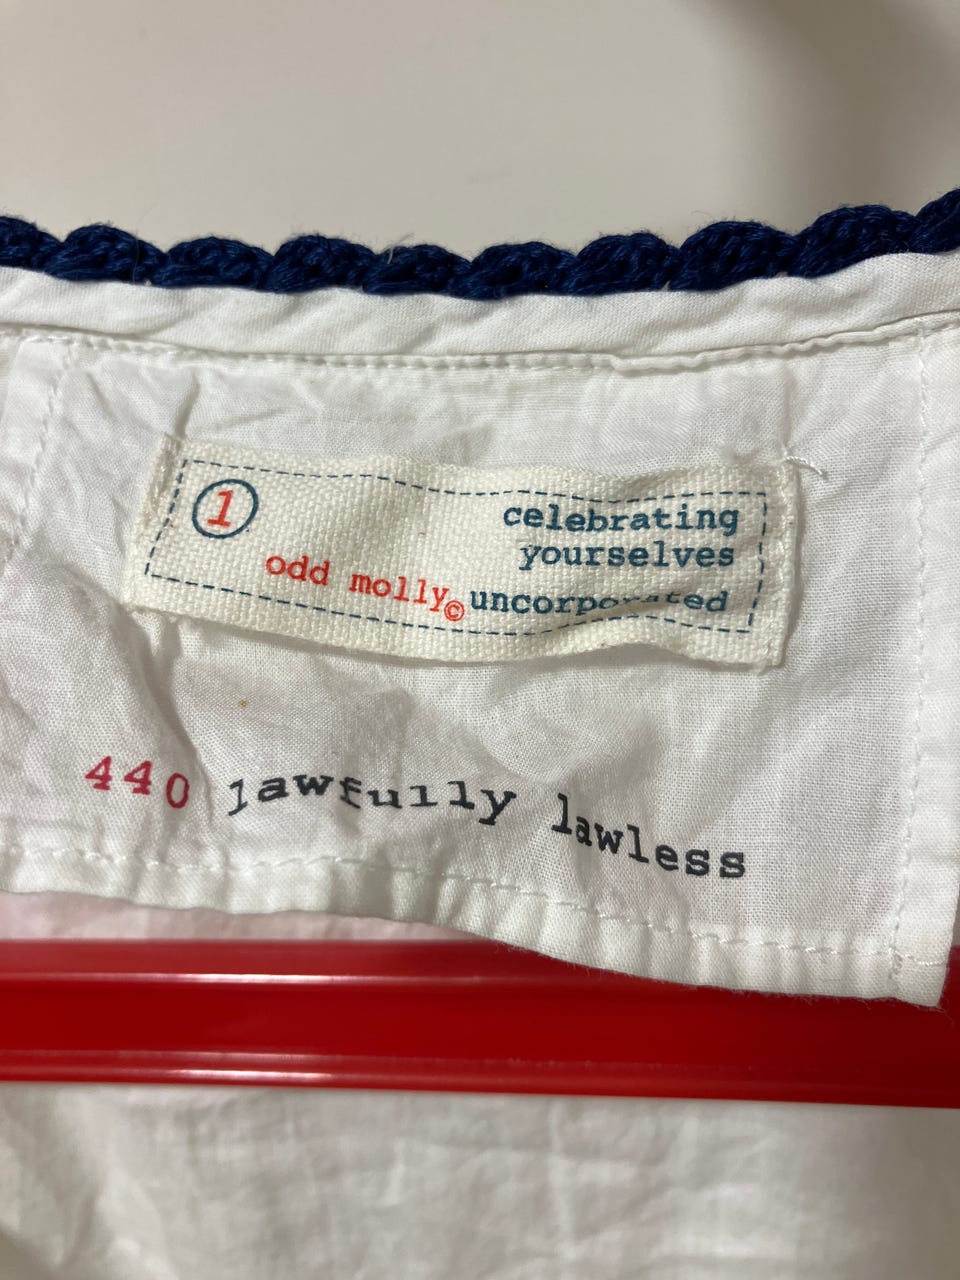 1
celebrating
yourselves
odd molly© uncorporated
440 lawfully lawless